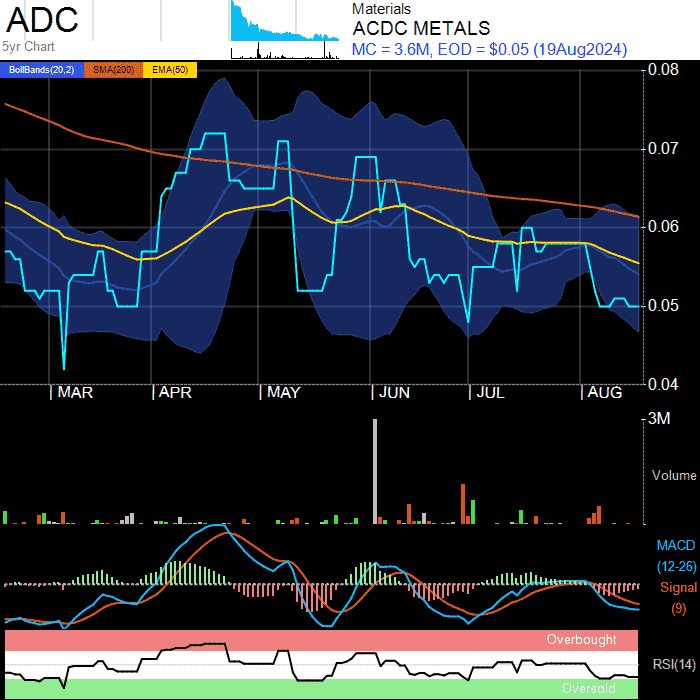 ADC
5yr Chart
Materials
ACDC METALS
MC = 3.6M, EOD = $0.05 (19Aug2024)
BollBands(20,2) SMA(200) EMA(50)
0.08
0.07
0.06
0.05
0.04
MAR APR MAY JUN JUL AUG
3M
Volume
MACD
(12-26)
Signal
(9)
Overbought
RSI(14)
Oversold